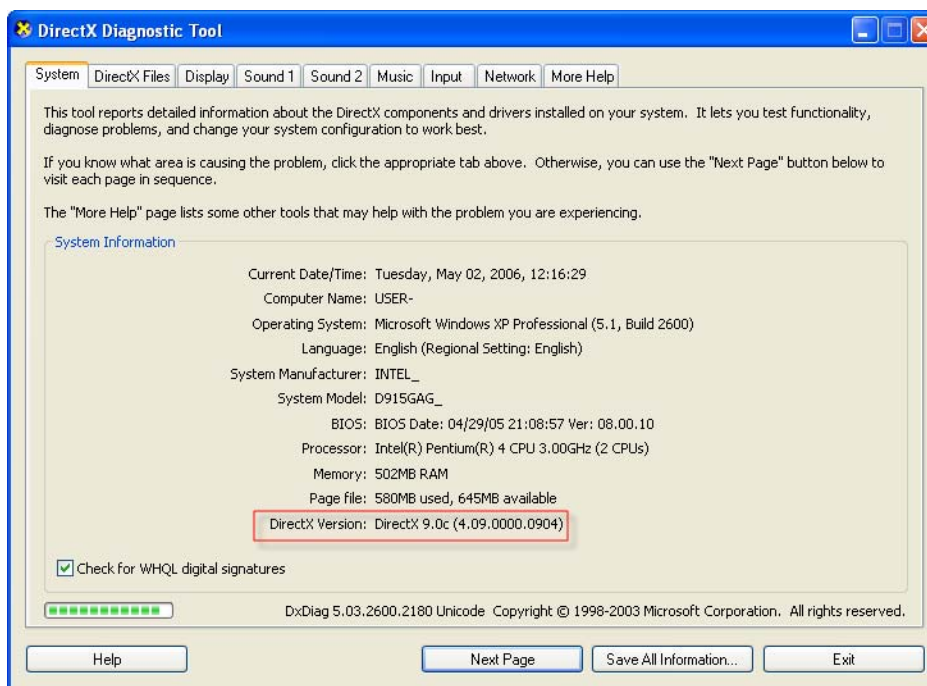 DirectX Diagnostic Tool
System DirectX Files Display Sound 1 Sound 2 Music Input Network More Help
This tool reports detailed information about the DirectX components and drivers installed on your system. It lets you test functionality,
diagnose problems, and change your system configuration to work best.
If you know what area is causing the problem, click the appropriate tab above. Otherwise, you can use the "Next Page" button below to
visit each page in sequence.
The "More Help" page lists some other tools that may help with the problem you are experiencing.
System Information
Current Date/Time: Tuesday, May 02, 2006, 12:16:29
Computer Name: USER-
Operating System: Microsoft Windows XP Professional (5.1, Build 2600)
Language: English (Regional Setting: English)
System Manufacturer: INTEL_
System Model: D915GAG_
BIOS: BIOS Date: 04/29/05 21:08:57 Ver: 08.00.10
Processor: Intel(R) Pentium(R) 4 CPU 3.00GHz (2 CPUs)
Memory: 502MB RAM
Page file: 580MB used, 645MB available
DirectX Version: DirectX 9.0c (4.09.0000.0904)
Check for WHQL digital signatures
DxDiag 5.03.2600.2180 Unicode Copyright © 1998-2003 Microsoft Corporation. All rights reserved.
Help Next Page Save All Information... Exit